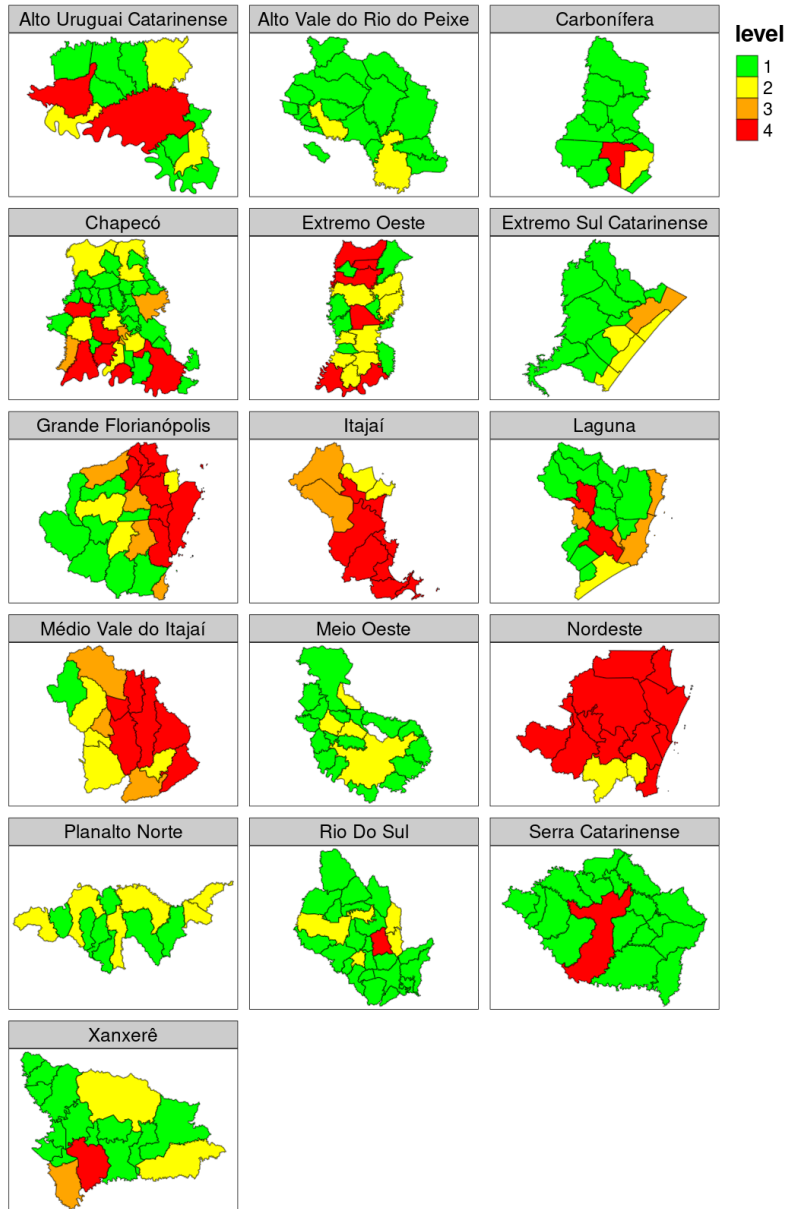 Alto Uruguai Catarinense
Alto Vale do Rio do Peixe
Carbonífera
level
1
2
3
4
Chapecó
Extremo Oeste
Extremo Sul Catarinense
Grande Florianópolis
Itajaí
Laguna
Médio Vale do Itajaí
Meio Oeste
Nordeste
Planalto Norte
Rio Do Sul
Serra Catarinense
Xanxerê